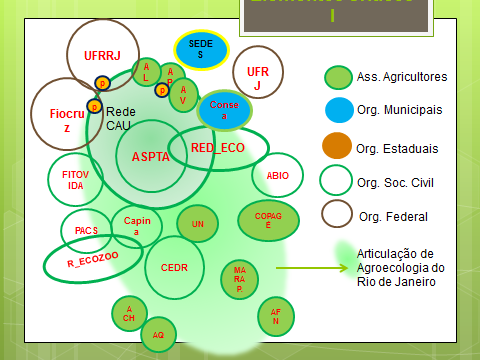 I
UFRRJ
SEDE
S
A
L
A
P
A
V
UFR
J
P
P
P
Fiocru
z
Rede
CAU
Conse
a
RED_ECO
ASPTA
FITOV
IDA
ABIO
PACS
Capin
a
UN
COPAG
É
R_ECOZOO
CEDR
MA
RA
P.
A
CH
AQ
AF
N
Ass. Agricultores
Org. Municipais
Org. Estaduais
Org. Soc. Civil
Org. Federal
Articulação de
Agroecologia do
Rio de Janeiro